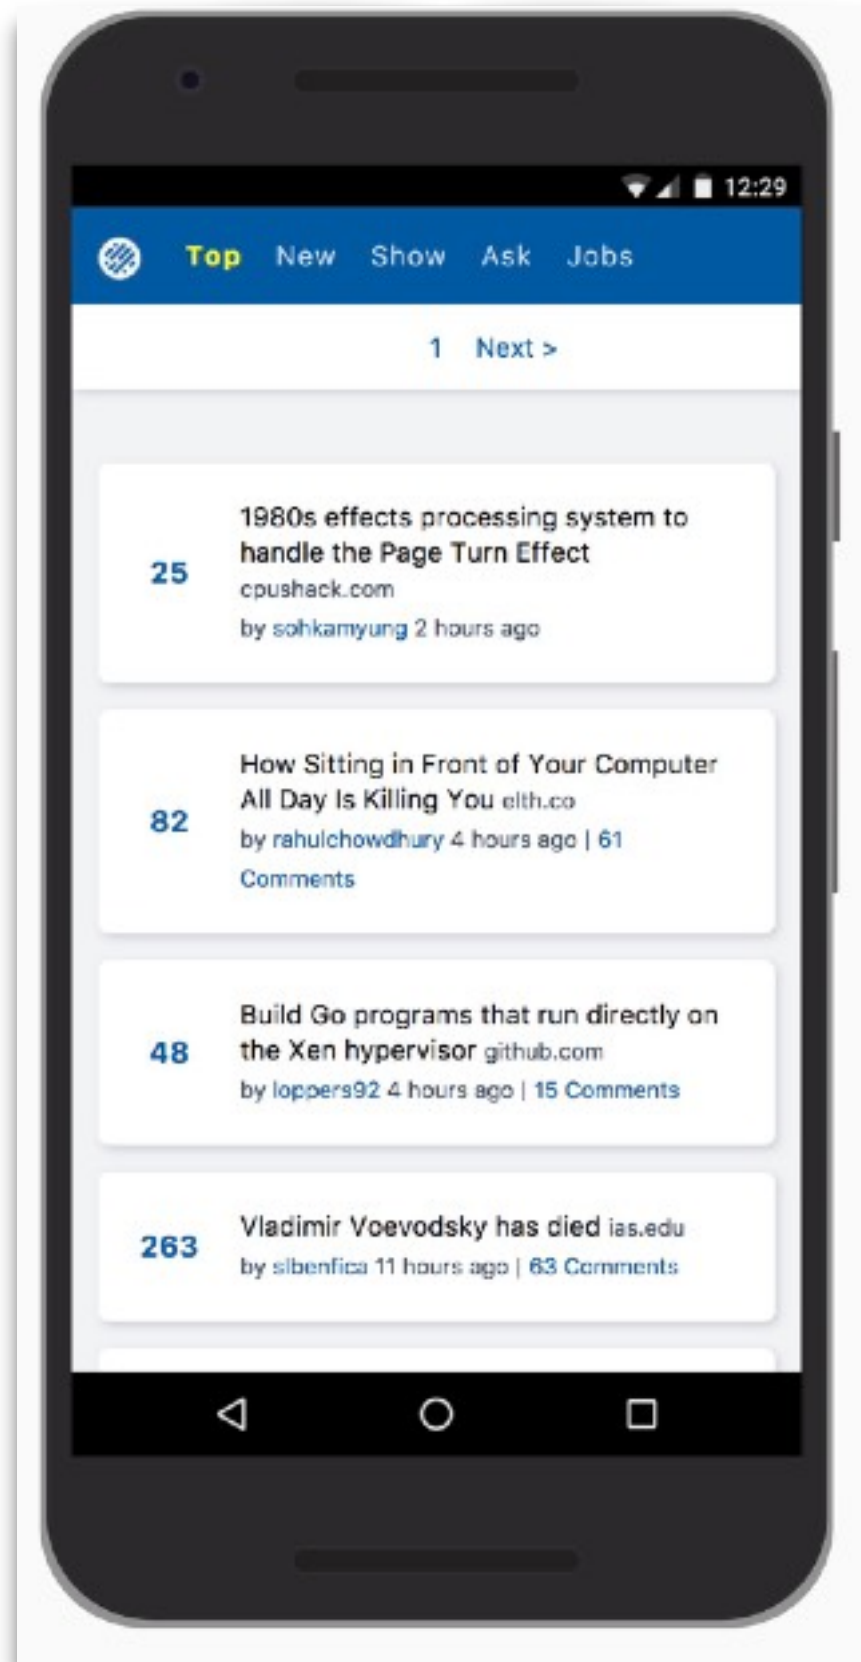 12:29
Top New Show Ask Jobs
1 Next >
1980s effects processing system to
handle the Page Turn Effect
25
cpushack.com
by sohkamyung 2 hours ago
How Sitting in Front of Your Computer
All Day Is Killing You elth.co
82
by rahulchowdhury 4 hours ago | 61
Comments
Build Go programs that run directly on
48
the Xen hypervisor github.com
by loppers92 4 hours ago | 15 Comments
Vladimir Voevodsky has died ias.edu
263
by slbenfica 11 hours ago | 63 Comments